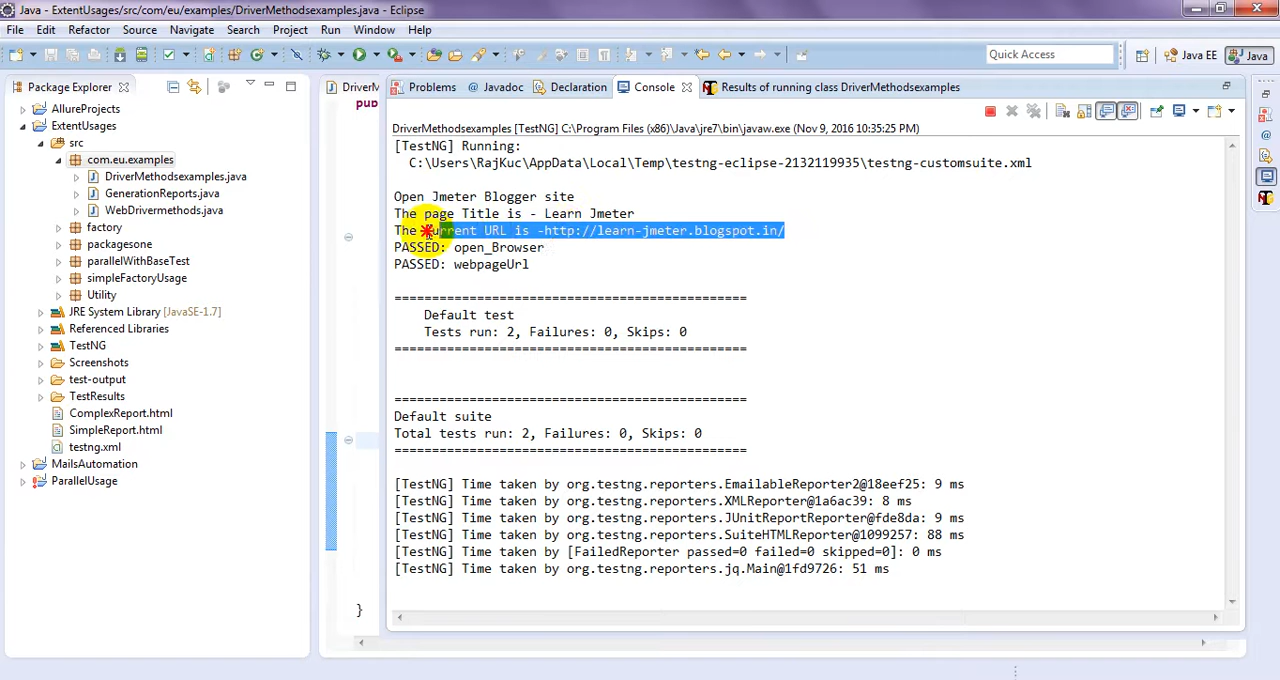 Java - ExtentUsages/src/com/eu/examples/DriverMethodsexamples.java - Eclipse
File Edit Refactor Source Navigate Search Project Run Window Help
Quick Access
Java EE
Java
Package Explorer
AllureProjects
ExtentUsages
src
com.eu.examples
DriverMethodsexamples.java
GenerationReports.java
WebDrivermethods.java
factory
packagesone
parallelWithBaseTest
simpleFactoryUsage
Utility
JRE System Library [JavaSE-1.7]
Referenced Libraries
TestNG
Screenshots
test-output
TestResults
ComplexReport.html
SimpleReport.html
testng.xml
MailsAutomation
ParallelUsage
DriverM
pub
}
Problems @ Javadoc Declaration Console Results of running class DriverMethodsexamples
DriverMethodsexamples [TestNG] C:\Program Files (x86)\Java\jre7\bin\javaw.exe (Nov 9, 2016 10:35:25 PM)
[TestNG] Running:
C:\Users\RajKuc\AppData\Local\Temp\testng-eclipse-2132119935\testng-customsuite.xml
Open Jmeter Blogger site
The page Title is - Learn Jmeter
The current URL is -http://learn-jmeter.blogspot.in/
PASSED: open_Browser
PASSED: webpageUrl
===============================================
Default test
Tests run: 2, Failures: 0, Skips: 0
===============================================
===============================================
Default suite
Total tests run: 2, Failures: 0, Skips: 0
===============================================
[TestNG] Time taken by org.testng.reporters.EmailableReporter2@18eef25: 9 ms
[TestNG] Time taken by org.testng.reporters.XMLReporter@1a6ac39: 8 ms
[TestNG] Time taken by org.testng.reporters.JUnitReportReporter@fde8da: 9 ms
[TestNG] Time taken by org.testng.reporters.SuiteHTMLReporter@1099257: 88 ms
[TestNG] Time taken by [FailedReporter passed=0 failed=0 skipped=0]: 0 ms
[TestNG] Time taken by org.testng.reporters.jq.Main@1fd9726: 51 ms